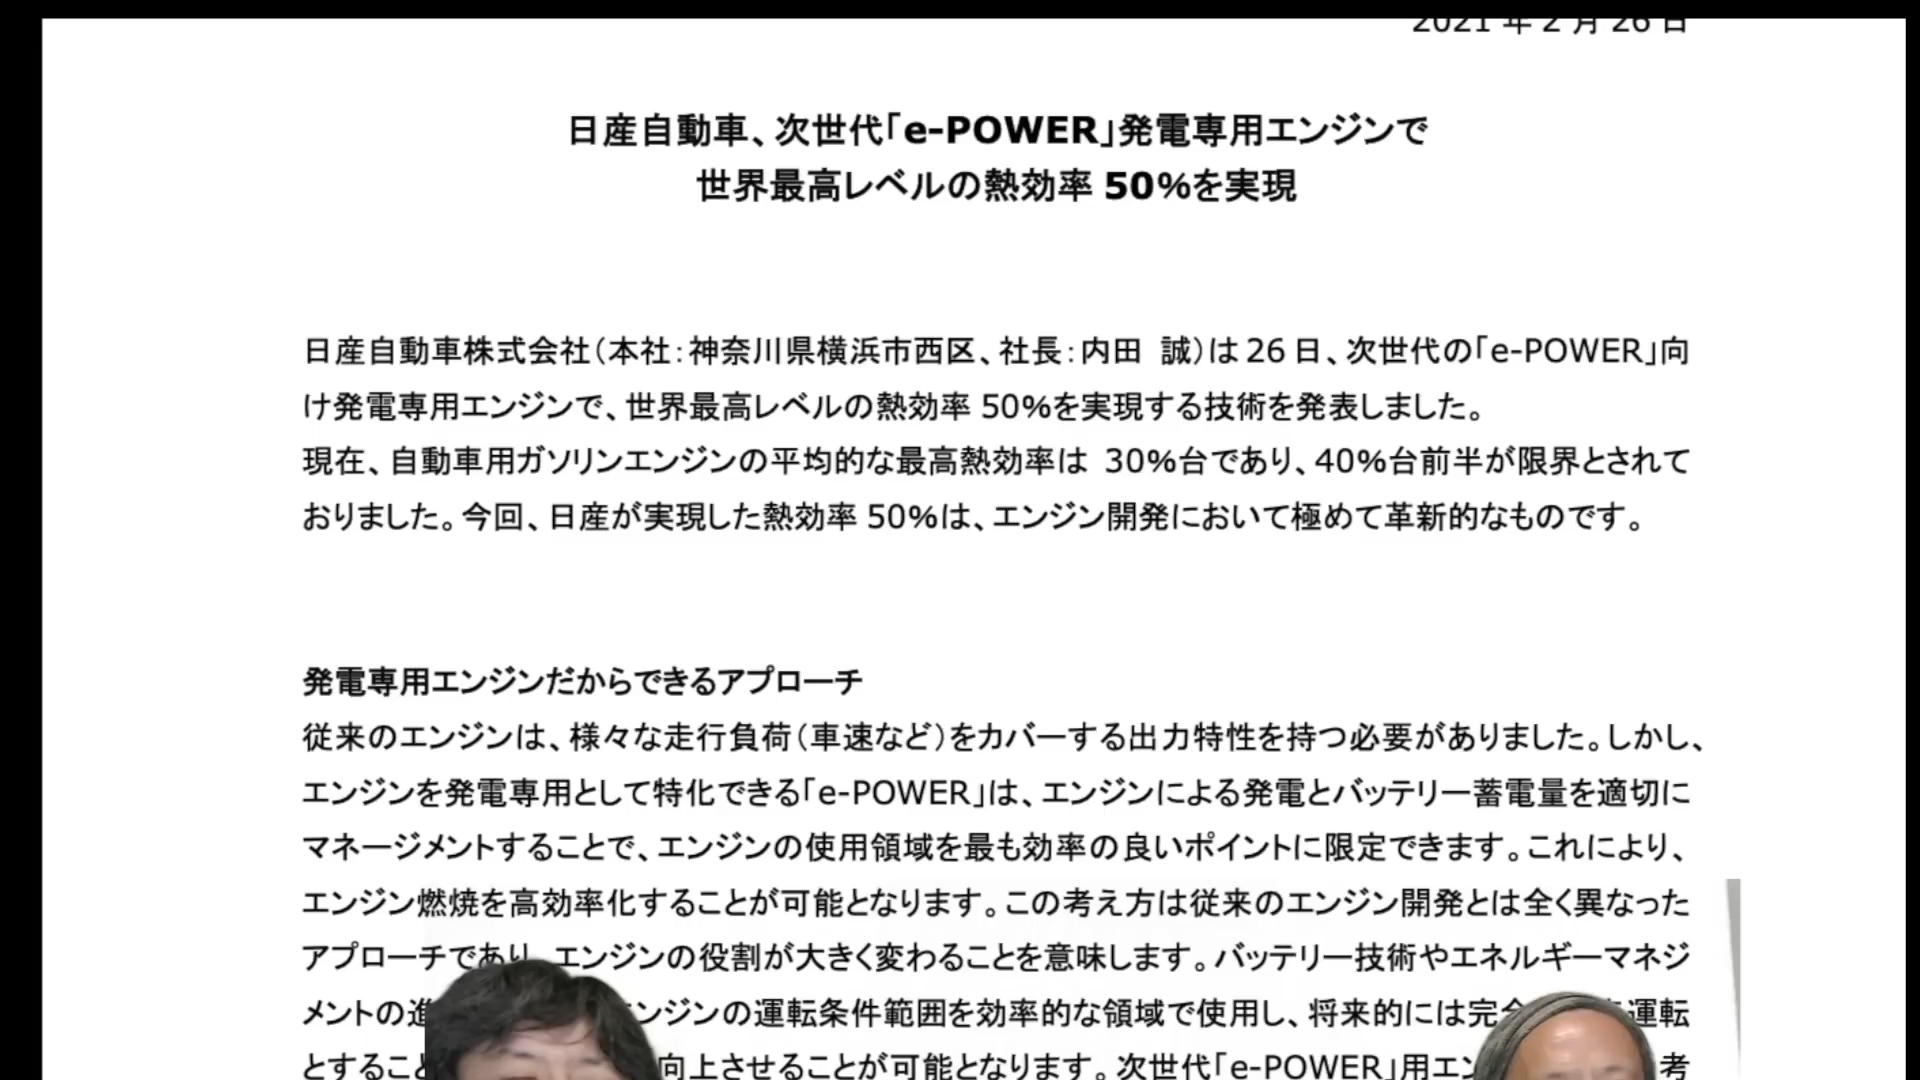 2021 年 2 月 26 日
日産自動車、次世代「e-POWER」発電専用エンジンで
世界最高レベルの熱効率 50%を実現
日産自動車株式会社（本社：神奈川県横浜市西区、社長：内田 誠）は 26 日、次世代の「e-POWER」向
け発電専用エンジンで、世界最高レベルの熱効率 50%を実現する技術を発表しました。
現在、自動車用ガソリンエンジンの平均的な最高熱効率は 30%台であり、40%台前半が限界とされて
おりました。今回、日産が実現した熱効率 50%は、エンジン開発において極めて革新的なものです。
発電専用エンジンだからできるアプローチ
従来のエンジンは、様々な走行負荷（車速など）をカバーする出力特性を持つ必要がありました。しかし、
エンジンを発電専用として特化できる「e-POWER」は、エンジンによる発電とバッテリー蓄電量を適切に
マネージメントすることで、エンジンの使用領域を最も効率の良いポイントに限定できます。これにより、
エンジン燃焼を高効率化することが可能となります。この考え方は従来のエンジン開発とは全く異なった
アプローチであり、エンジンの役割が大きく変わることを意味します。バッテリー技術やエネルギーマネジ
メントの進 ンジンの運転条件範囲を効率的な領域で使用し、将来的には完全 運転
とすること 向上させることが可能となります。次世代「e-POWER」用エン 考